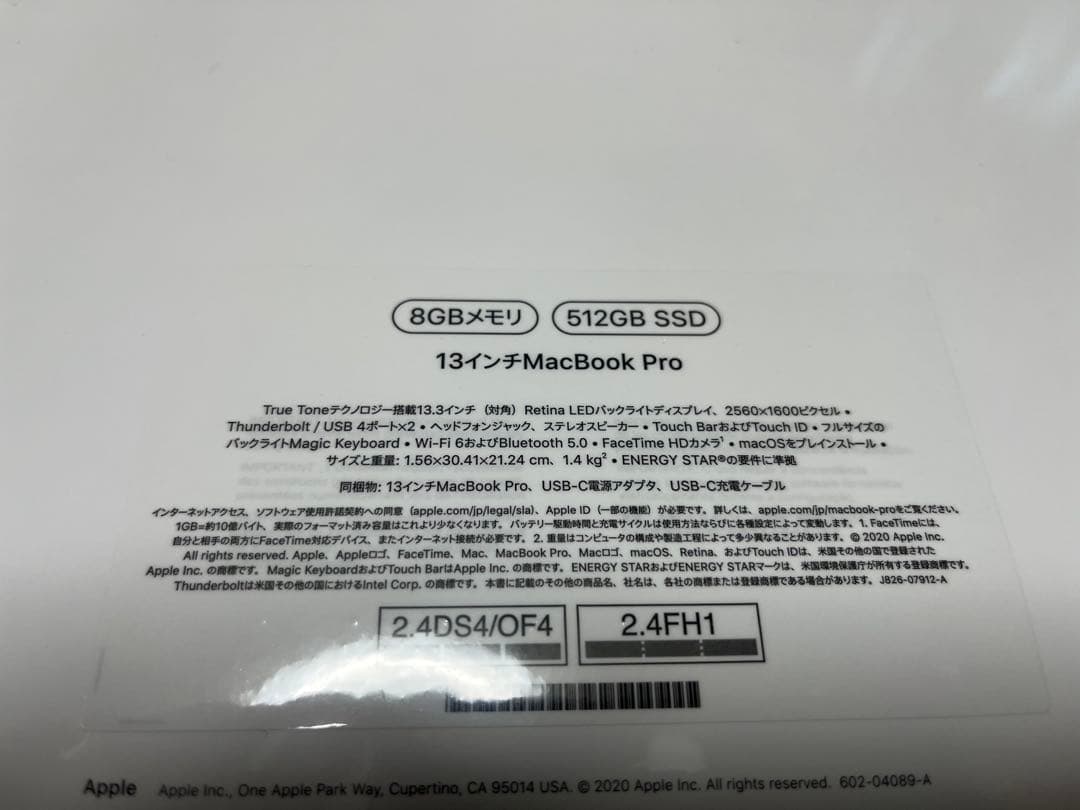 8GBメモリ 512GB SSD
13インチMacBook Pro
True Toneテクノロジー搭載13.3インチ（対角）Retina LEDバックライトディスプレイ、2560×1600ピクセル •
Thunderbolt / USB 4ポート×2 • ヘッドフォンジャック、ステレオスピーカー • Touch BarおよびTouch ID • フルサイズの
バックライトMagic Keyboard • Wi-Fi 6およびBluetooth 5.0 • FaceTime HDカメラ¹ • macOSをプレインストール •
サイズと重量: 1.56×30.41×21.24 cm、1.4 kg² • ENERGY STAR®の要件に準拠
同梱物: 13インチMacBook Pro、USB-C電源アダプタ、USB-C充電ケーブル
インターネットアクセス、ソフトウェア使用許諾契約への同意（apple.com/jp/legal/sla）、Apple ID（一部の機能）が必要です。詳しくは、apple.com/jp/macbook-proをご覧ください。
1GB=約10億バイト、実際のフォーマット済み容量はこれより少なくなります。バッテリー駆動時間と充電サイクルは使用方法ならびに各種設定によって変動します。1. FaceTimeには、
自分と相手の両方にFaceTime対応デバイス、またインターネット接続が必要です。2. 重量はコンピュータの構成や製造工程によって多少異なることがあります。© 2020 Apple Inc.
All rights reserved. Apple、Appleロゴ、FaceTime、Mac、MacBook Pro、Macロゴ、macOS、Retina、およびTouch IDは、米国その他の国で登録された
Apple Inc. の商標です。Magic KeyboardおよびTouch BarはApple Inc. の商標です。ENERGY STARおよびENERGY STARマークは、米国環境保護庁が所有する登録商標です。
Thunderboltは米国その他の国におけるIntel Corp. の商標です。本書に記載のその他の商品名、社名は、各社の商標または登録商標である場合があります。J826-07912-A
2.4DS4/OF4 2.4FH1
Apple Apple Inc., One Apple Park Way, Cupertino, CA 95014 USA. © 2020 Apple Inc. All rights reserved. 602-04089-A